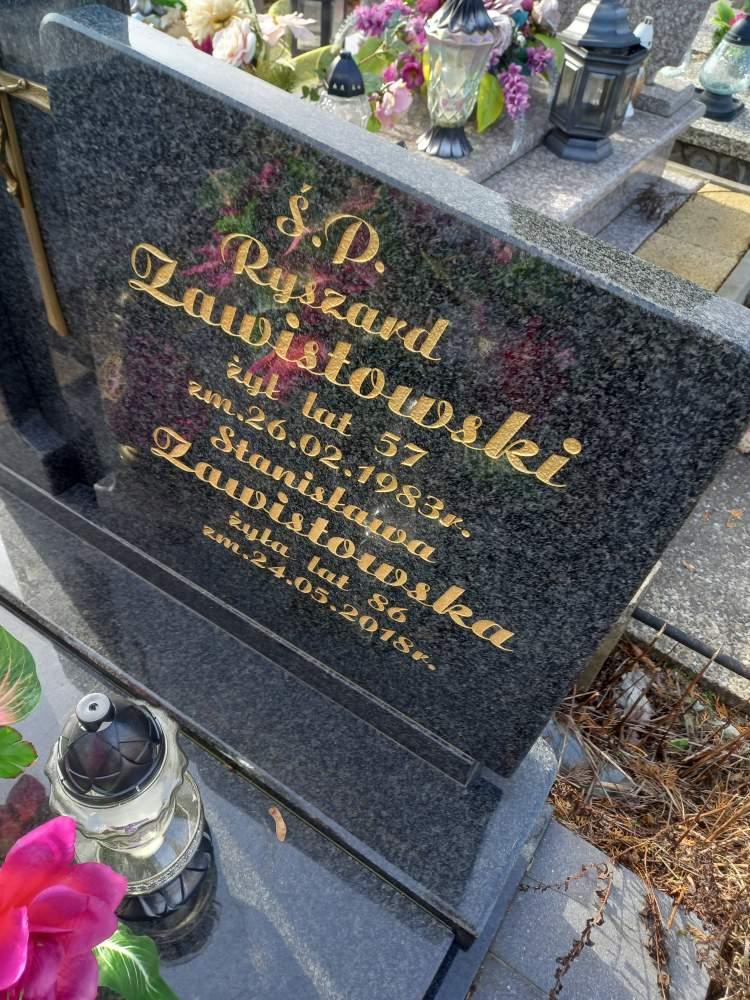 Ś.P.
Ryszard
Zawistowski
żył lat 57
zm.26.02.1983r.
Stanisława
Zawistowska
żyła lat 86
zm.24.05.2018r.